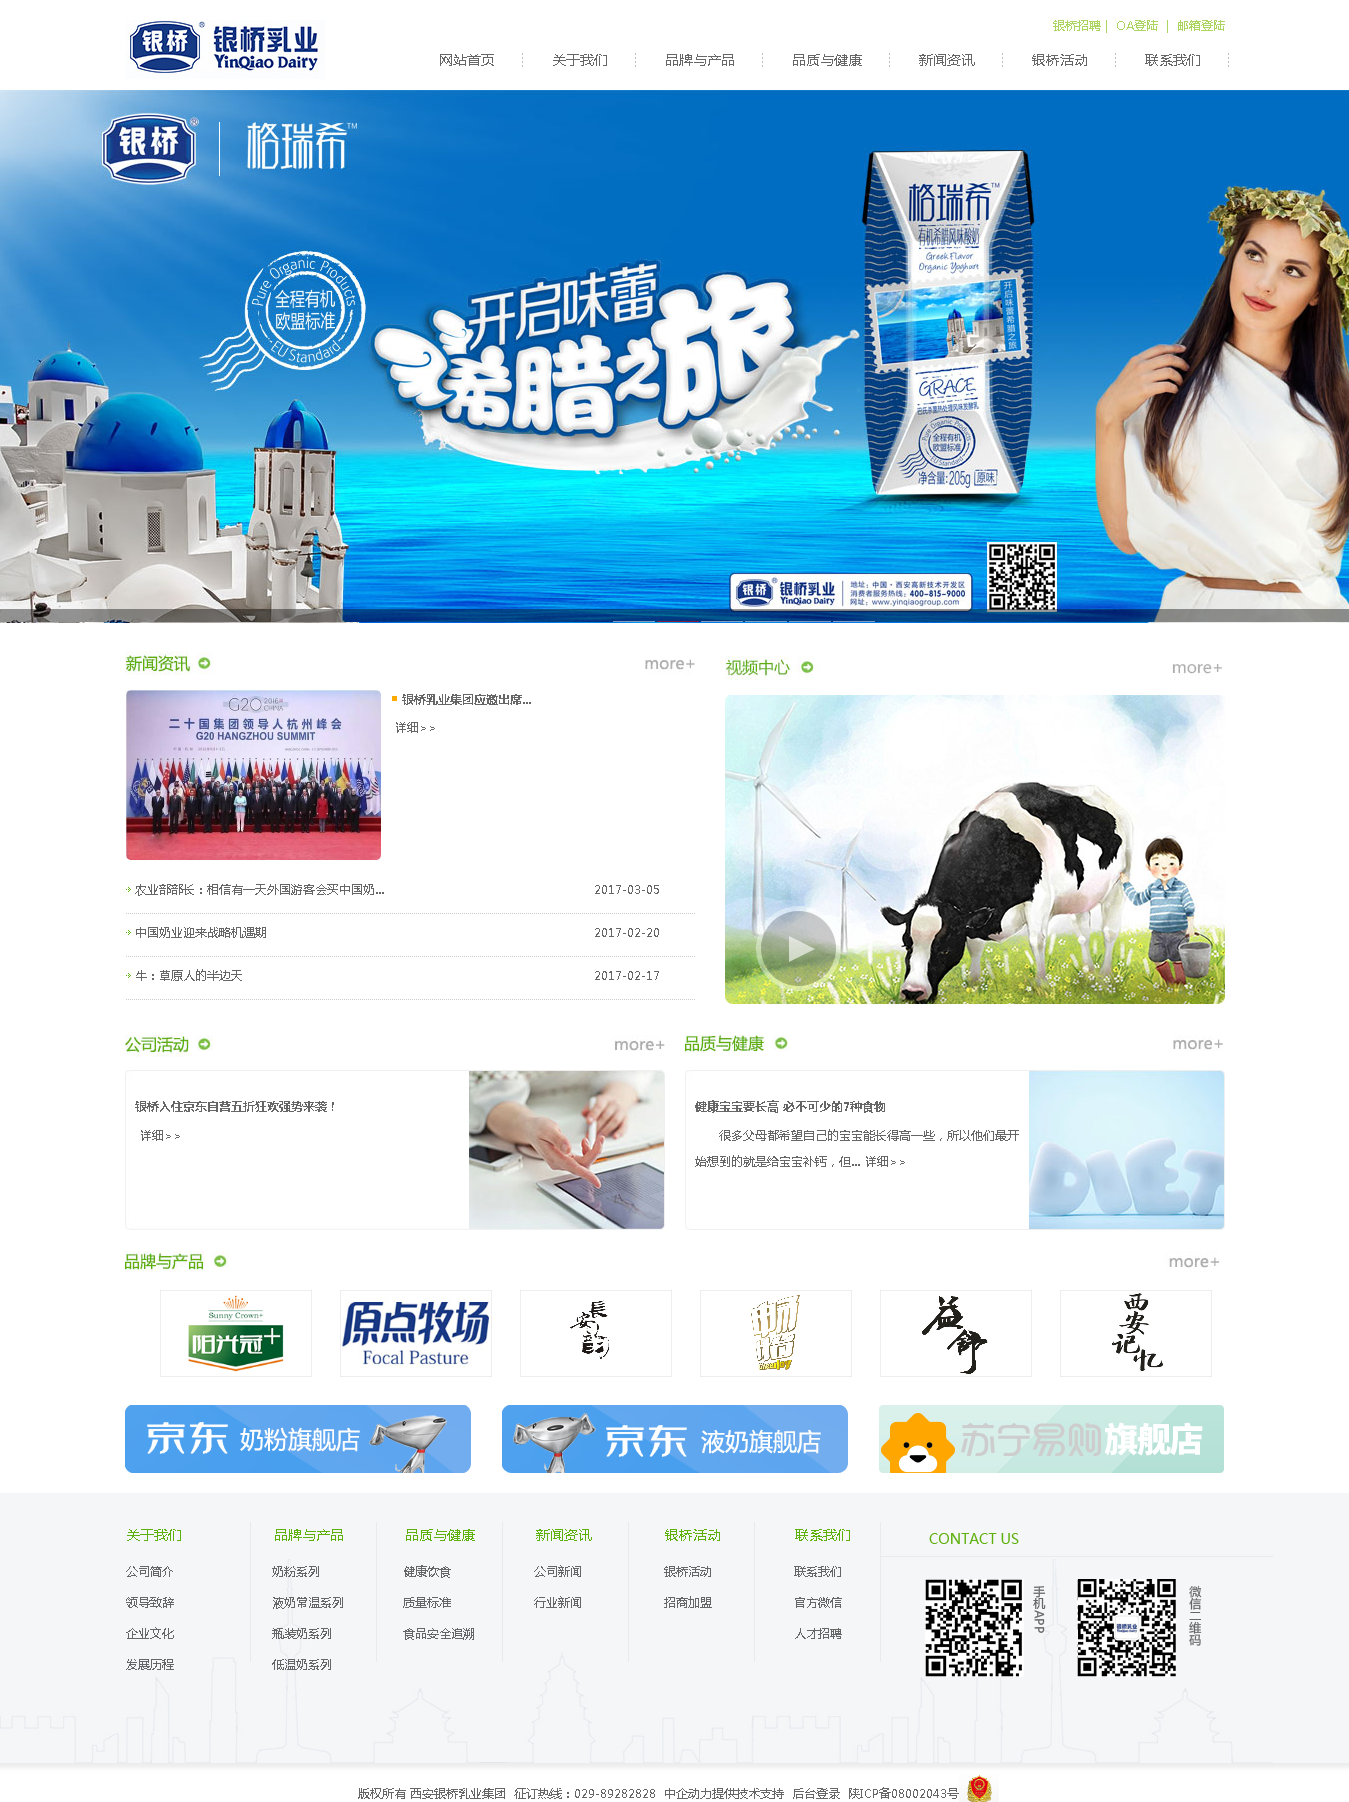 银桥 ® 银桥乳业
YinQiao Dairy
银桥招聘 | OA登陆 | 邮箱登陆
网站首页 关于我们 品牌与产品 品质与健康 新闻资讯 银桥活动 联系我们
银桥 ® 格瑞希 TM
Pure Organic Products
全程有机
欧盟标准
EU Standard
开启味蕾
希腊之旅
格瑞希 TM
有机希腊风味酸奶
Greek Flavor
Organic Yoghurt
开启味蕾希腊之旅
GRACE
巴氏杀菌热处理风味发酵乳
Pure Organic Products
全程有机
欧盟标准
EU Standard
净含量:205g 原味
银桥 ® 银桥乳业
YinQiao Dairy
地址: 中国·西安高新技术开发区
消费者服务热线: 400-815-9000
网址: www.yinqiaogroup.com
新闻资讯 more+
视频中心 more+
G20 2016 CHINA
二十国集团领导人杭州峰会
G20 HANGZHOU SUMMIT
银桥乳业集团应邀出席...
详细>>
农业部部长：相信有一天外国游客会买中国奶... 2017-03-05
中国奶业迎来战略机遇期 2017-02-20
牛：草原人的半边天 2017-02-17
公司活动 more+
品质与健康 more+
银桥入住京东自营五折狂欢强势来袭！
详细>>
健康宝宝要长高 必不可少的7种食物
很多父母都希望自己的宝宝能长得高一些，所以他们最开
始想到的就是给宝宝补钙，但... 详细>>
DIET
品牌与产品 more+
Sunny Crown+
阳光冠+
原点牧场
Focal Pasture
長安韵
益舒
西安记忆
京东 奶粉旗舰店
京东 液奶旗舰店
苏宁易购旗舰店
关于我们 品牌与产品 品质与健康 新闻资讯 银桥活动 联系我们
CONTACT US
公司简介 奶粉系列 健康饮食 公司新闻 银桥活动 联系我们
领导致辞 液奶常温系列 质量标准 行业新闻 招商加盟 官方微信
企业文化 瓶装奶系列 食品安全追溯 人才招聘
发展历程 低温奶系列
手机APP
银桥乳业
微信二维码
版权所有 西安银桥乳业集团 征订热线：029-89282828 中企动力提供技术支持 后台登录 陕ICP备08002043号